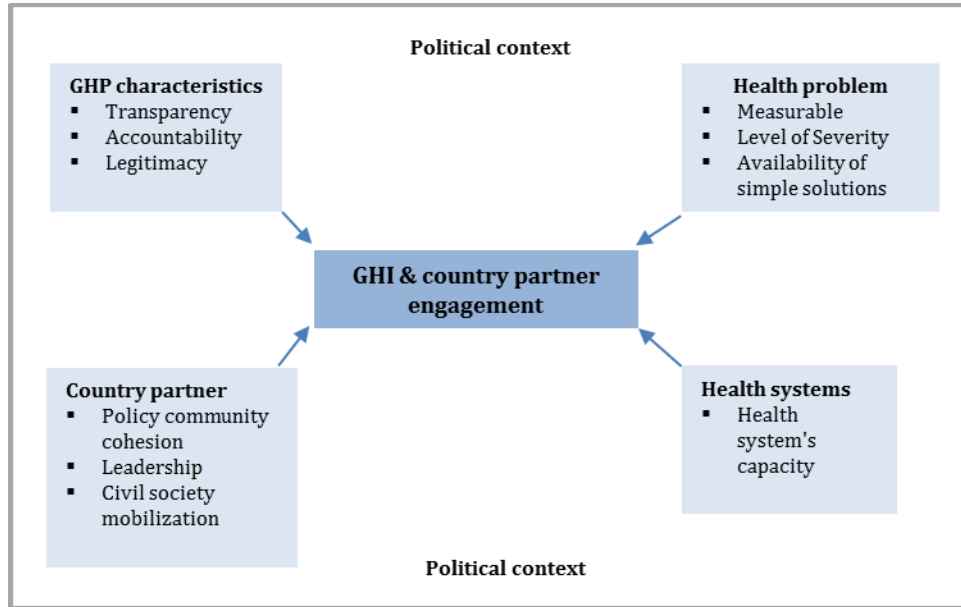 Political context
GHP characteristics
▪ Transparency
▪ Accountability
▪ Legitimacy
Health problem
▪ Measurable
▪ Level of Severity
▪ Availability of
simple solutions
GHI & country partner
engagement
Country partner
▪ Policy community
cohesion
▪ Leadership
▪ Civil society
mobilization
Health systems
▪ Health
system's
capacity
Political context